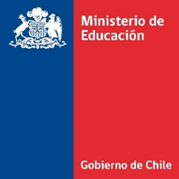 Ministerio de
Educación
Gobierno de Chile